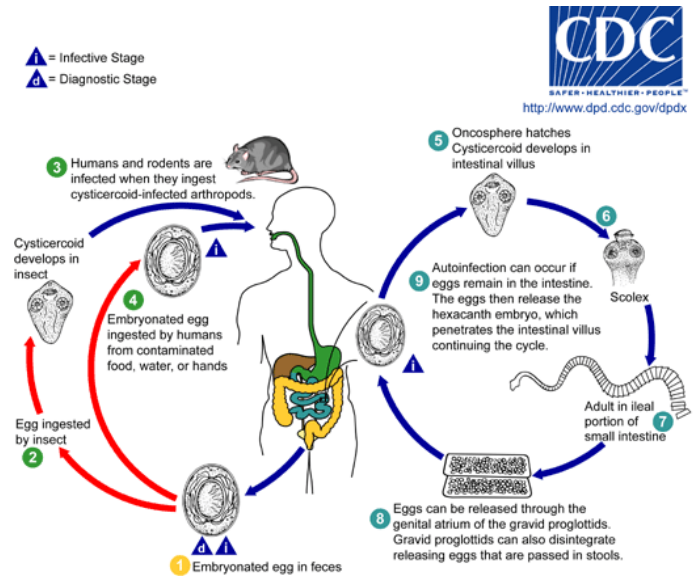 i = Infective Stage
d = Diagnostic Stage
CDC
SAFER • HEALTHIER • PEOPLE™
http://www.dpd.cdc.gov/dpdx
3 Humans and rodents are
infected when they ingest
cysticercoid-infected arthropods.
5 Oncosphere hatches
Cysticercoid develops in
intestinal villus
6
Scolex
Cysticercoid
develops in
insect
i
4
Embryonated egg
ingested by humans
from contaminated
food, water, or hands
9 Autoinfection can occur if
eggs remain in the intestine.
The eggs then release the
hexacanth embryo, which
penetrates the intestinal villus
continuing the cycle.
i
Egg ingested
by insect
2
Adult in ileal
portion of 7
small intestine
d i
1 Embryonated egg in feces
8 Eggs can be released through the
genital atrium of the gravid proglottids.
Gravid proglottids can also disintegrate
releasing eggs that are passed in stools.